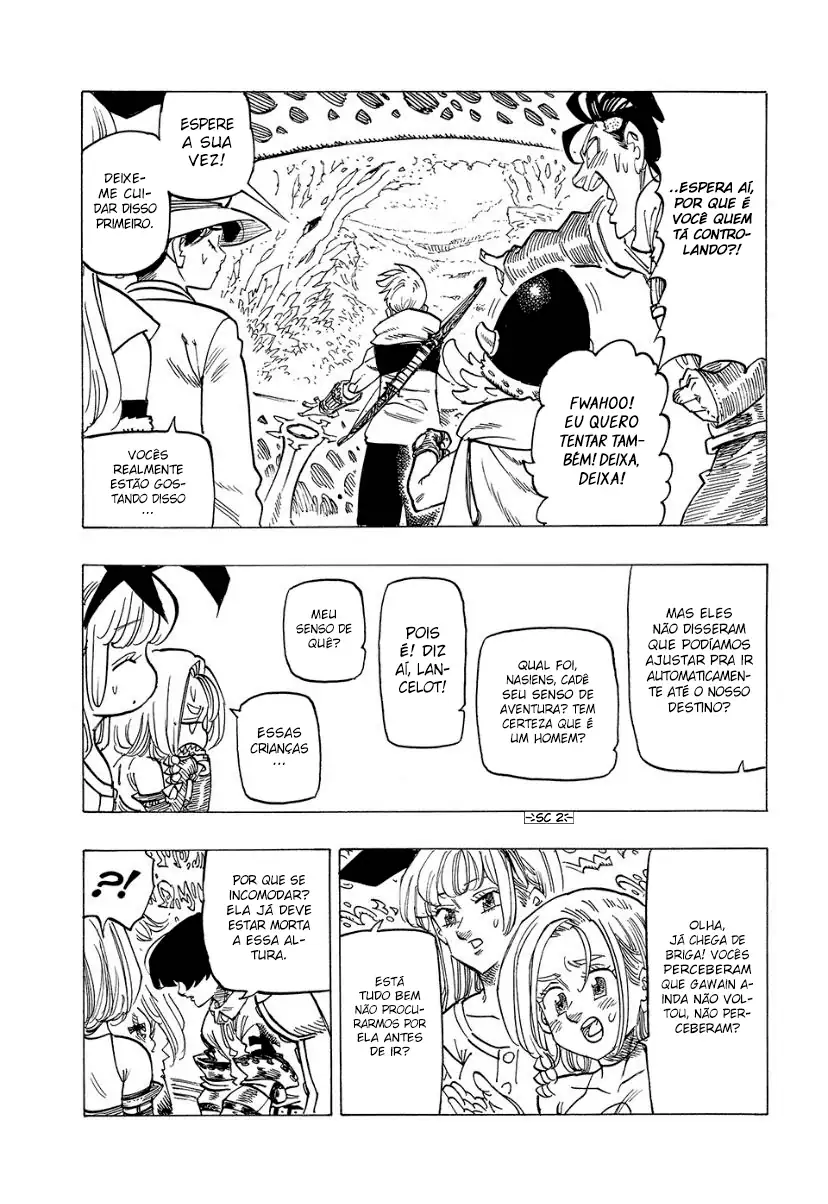 ..ESPERA AÍ,
POR QUE É
VOCÊ QUEM
TÁ CONTRO-
LANDO?!
FWAHOO!
EU QUERO
TENTAR TAM-
BÉM! DEIXA,
DEIXA!
ESPERE
A SUA
VEZ!
DEIXE-
ME CUI-
DAR DISSO
PRIMEIRO.
VOCÊS
REALMENTE
ESTÃO GOS-
TANDO DISSO
...
MAS ELES
NÃO DISSERAM
QUE PODÍAMOS
AJUSTAR PRA IR
AUTOMATICAMEN-
TE ATÉ O NOSSO
DESTINO?
QUAL FOI,
NASIENS, CADÊ
SEU SENSO DE
AVENTURA? TEM
CERTEZA QUE É
UM HOMEM?
POIS
É! DIZ
AÍ, LAN-
CELOT!
MEU
SENSO DE
QUÊ?
ESSAS
CRIANÇAS
...
SC 2
OLHA,
JÁ CHEGA DE
BRIGA! VOCÊS
PERCEBERAM
QUE GAWAIN A-
INDA NÃO VOL-
TOU, NÃO PER-
CEBERAM?
ESTÁ
TUDO BEM
NÃO PROCU-
RARMOS POR
ELA ANTES
DE IR?
POR QUE SE
INCOMODAR?
ELA JÁ DEVE
ESTAR MORTA
A ESSA AL-
TURA.
?!